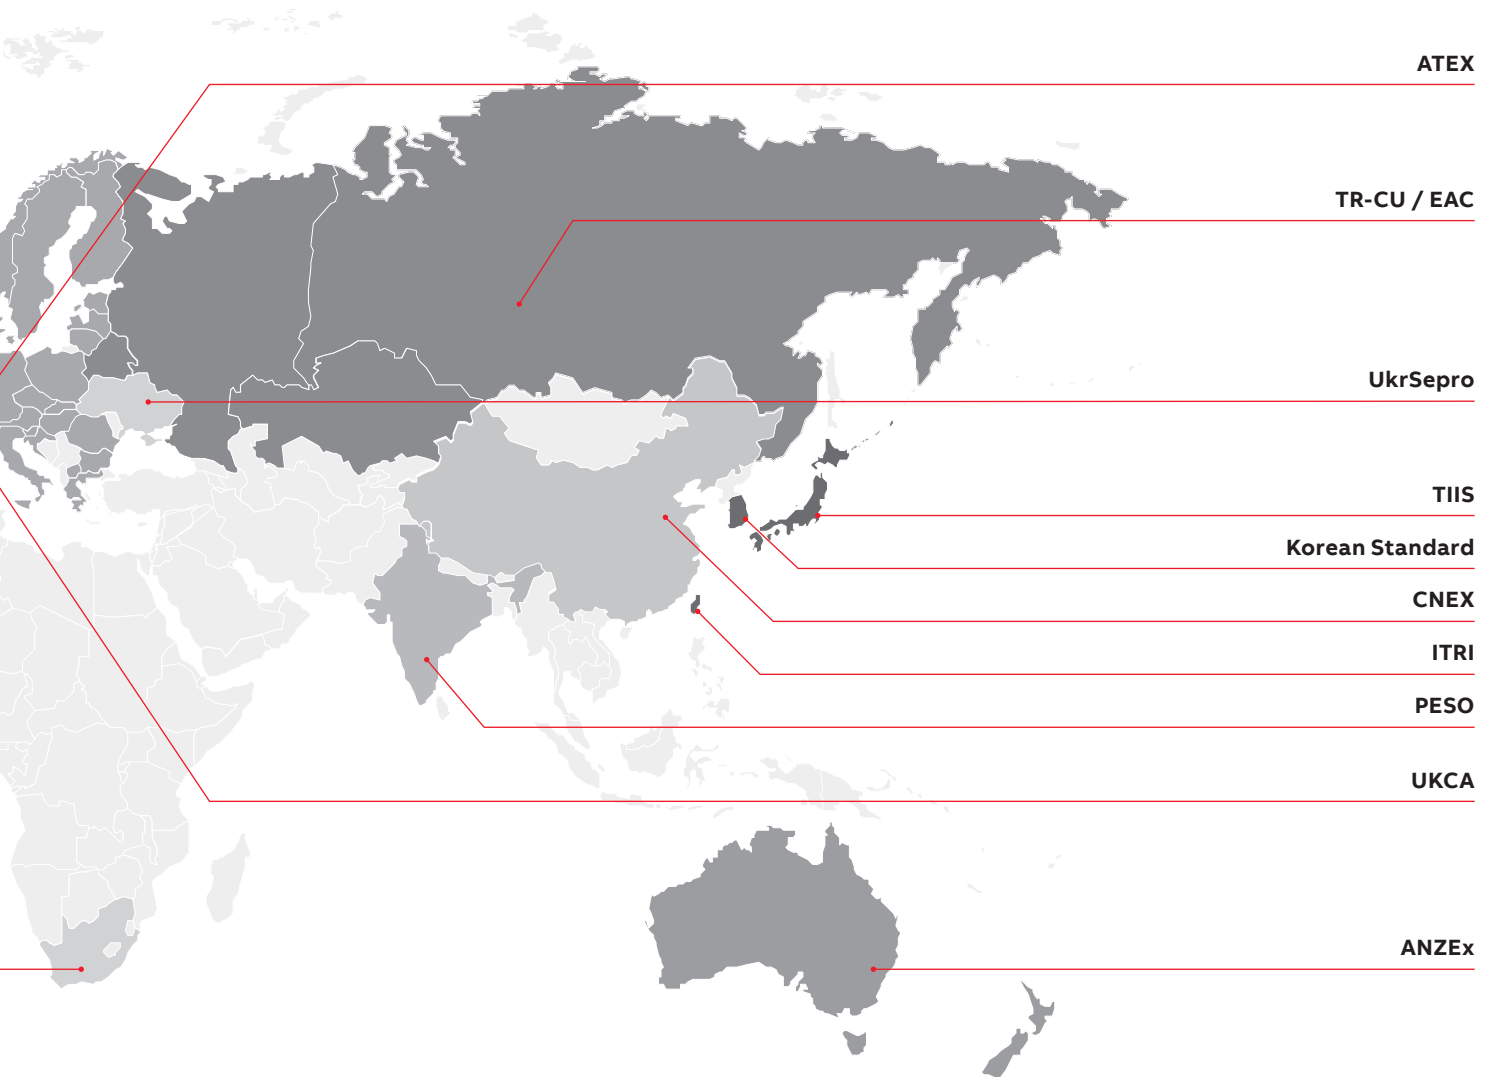 ATEX
TR-CU / EAC
UkrSepro
TIIS
Korean Standard
CNEX
ITRI
PESO
UKCA
ANZEx